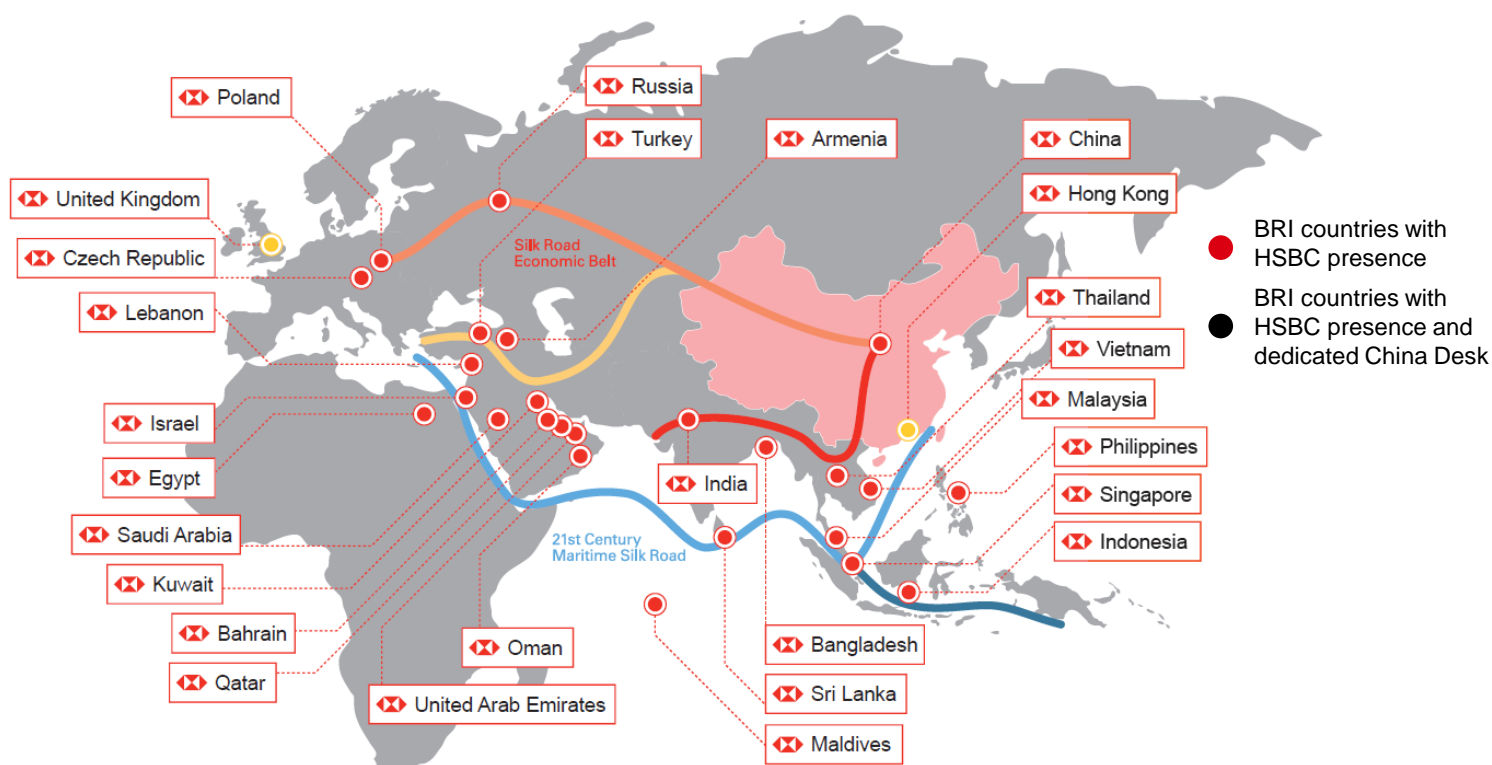 Poland
Russia
Turkey
Armenia
China
United Kingdom
Hong Kong
Czech Republic
Silk Road
Economic Belt
BRI countries with
HSBC presence
Lebanon
Thailand
BRI countries with
HSBC presence and
dedicated China Desk
Vietnam
Malaysia
Israel
Philippines
Egypt
India
Singapore
Saudi Arabia
21st Century
Maritime Silk Road
Indonesia
Kuwait
Bahrain
Oman
Bangladesh
Qatar
United Arab Emirates
Sri Lanka
Maldives